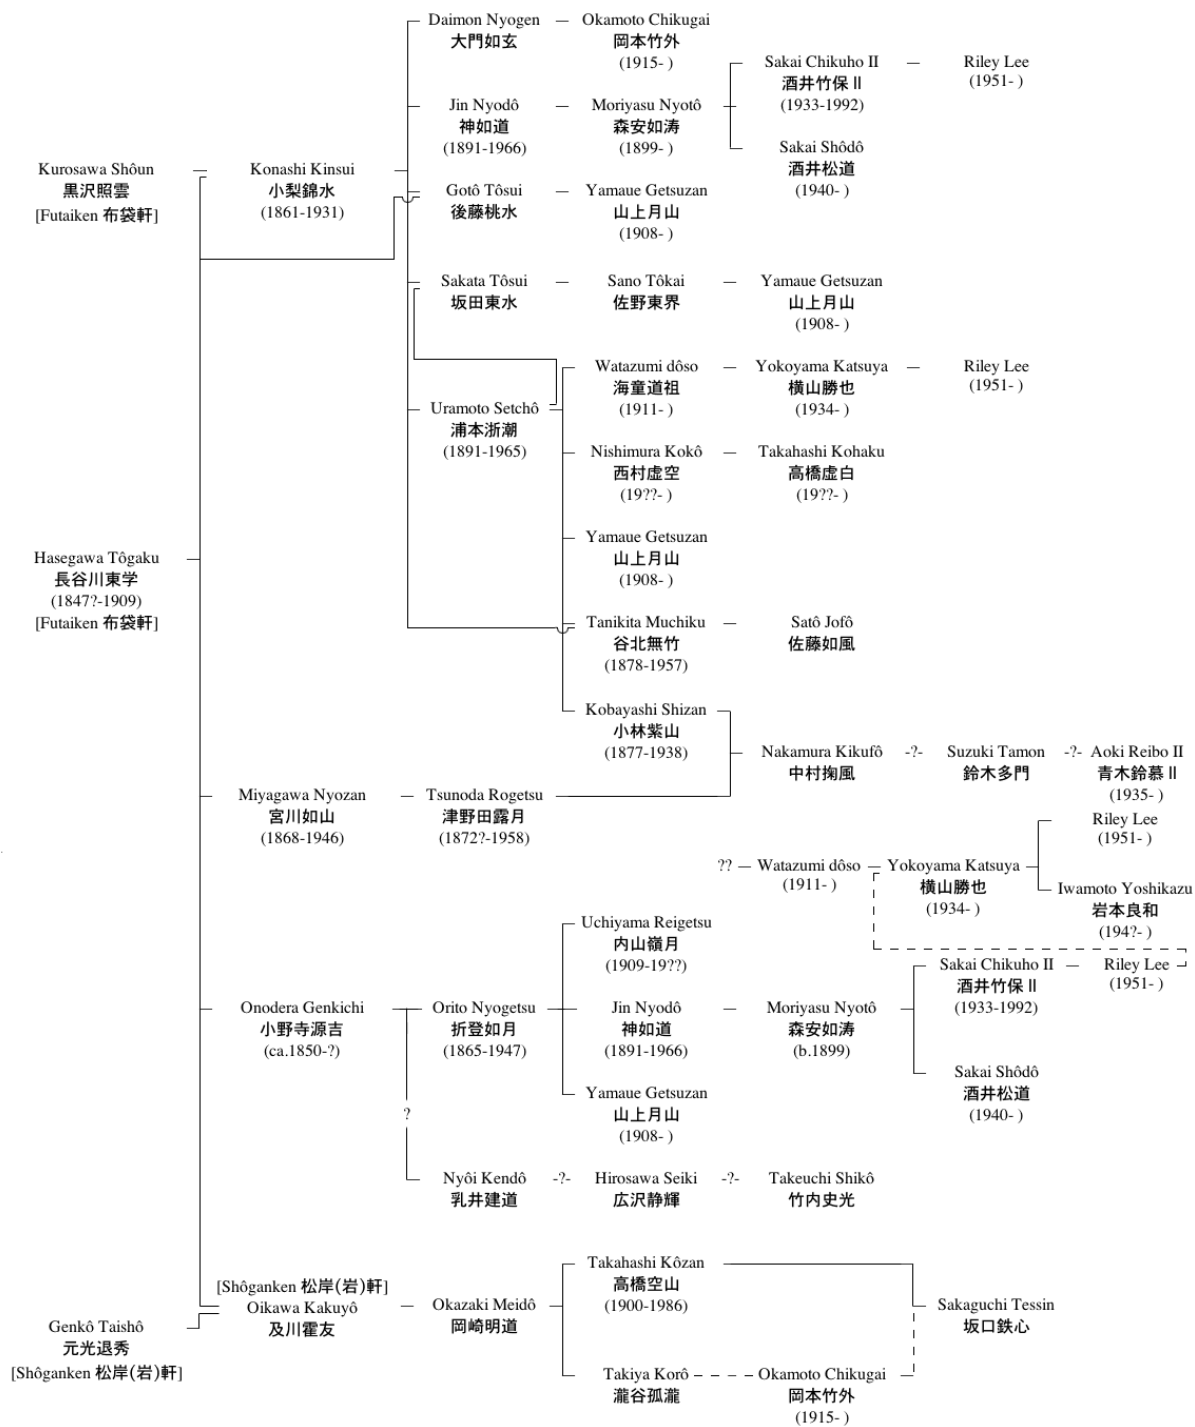 Daimon Nyogen — Okamoto Chikugai
大門如玄 岡本竹外
(1915- )
Sakai Chikuho II — Riley Lee
酒井竹保 II (1951- )
(1933-1992)
Jin Nyodô — Moriyasu Nyotô
神如道 森安如涛
(1891-1966) (1899- )
Sakai Shôdô
酒井松道
(1940- )
Kurosawa Shôun — Konashi Kinsui
黒沢照雲 小梨錦水
[Futaiken 布袋軒] (1861-1931)
Gotô Tôsui — Yamaue Getsuzan
後藤桃水 山上月山
(1908- )
Sakata Tôsui — Sano Tôkai — Yamaue Getsuzan
坂田東水 佐野東界 山上月山
(1908- )
Watazumi dôso — Yokoyama Katsuya — Riley Lee
海童道祖 横山勝也 (1951- )
(1911- ) (1934- )
Uramoto Setchô
浦本浙潮
(1891-1965)
Nishimura Kokô — Takahashi Kohaku
西村虚空 高橋虚白
(19??- ) (19??- )
Yamaue Getsuzan
山上月山
(1908- )
Hasegawa Tôgaku
長谷川東学
(1847?-1909)
[Futaiken 布袋軒]
Tanikita Muchiku — Satô Jofô
谷北無竹 佐藤如風
(1878-1957)
Kobayashi Shizan
小林紫山
(1877-1938)
Nakamura Kikufô -?- Suzuki Tamon -?- Aoki Reibo II
中村掬風 鈴木多門 青木鈴慕 II
(1935- )
Miyagawa Nyozan — Tsunoda Rogetsu
宮川如山 津野田露月
(1868-1946) (1872?-1958)
Riley Lee
(1951- )
?? — Watazumi dôso — Yokoyama Katsuya
(1911- ) 横山勝也
(1934- )
Iwamoto Yoshikazu
岩本良和
(194?- )
Uchiyama Reigetsu
内山嶺月
(1909-19??)
Sakai Chikuho II — Riley Lee
酒井竹保 II (1951- )
(1933-1992)
Onodera Genkichi — Orito Nyogetsu — Jin Nyodô — Moriyasu Nyotô
小野寺源吉 折登如月 神如道 森安如涛
(ca.1850-?) (1865-1947) (1891-1966) (b.1899)
Sakai Shôdô
酒井松道
(1940- )
Yamaue Getsuzan
山上月山
(1908- )
?
Nyôi Kendô -?- Hirosawa Seiki -?- Takeuchi Shikô
乳井建道 広沢静輝 竹内史光
Takahashi Kôzan
高橋空山
(1900-1986)
[Shôganken 松岸(岩)軒]
Oikawa Kakuyô — Okazaki Meidô
及川霍友 岡崎明道
Sakaguchi Tessin
坂口鉄心
Genkô Taishô
元光退秀
[Shôganken 松岸(岩)軒]
Takiya Korô – – – – Okamoto Chikugai
瀧谷孤瀧 岡本竹外
(1915- )